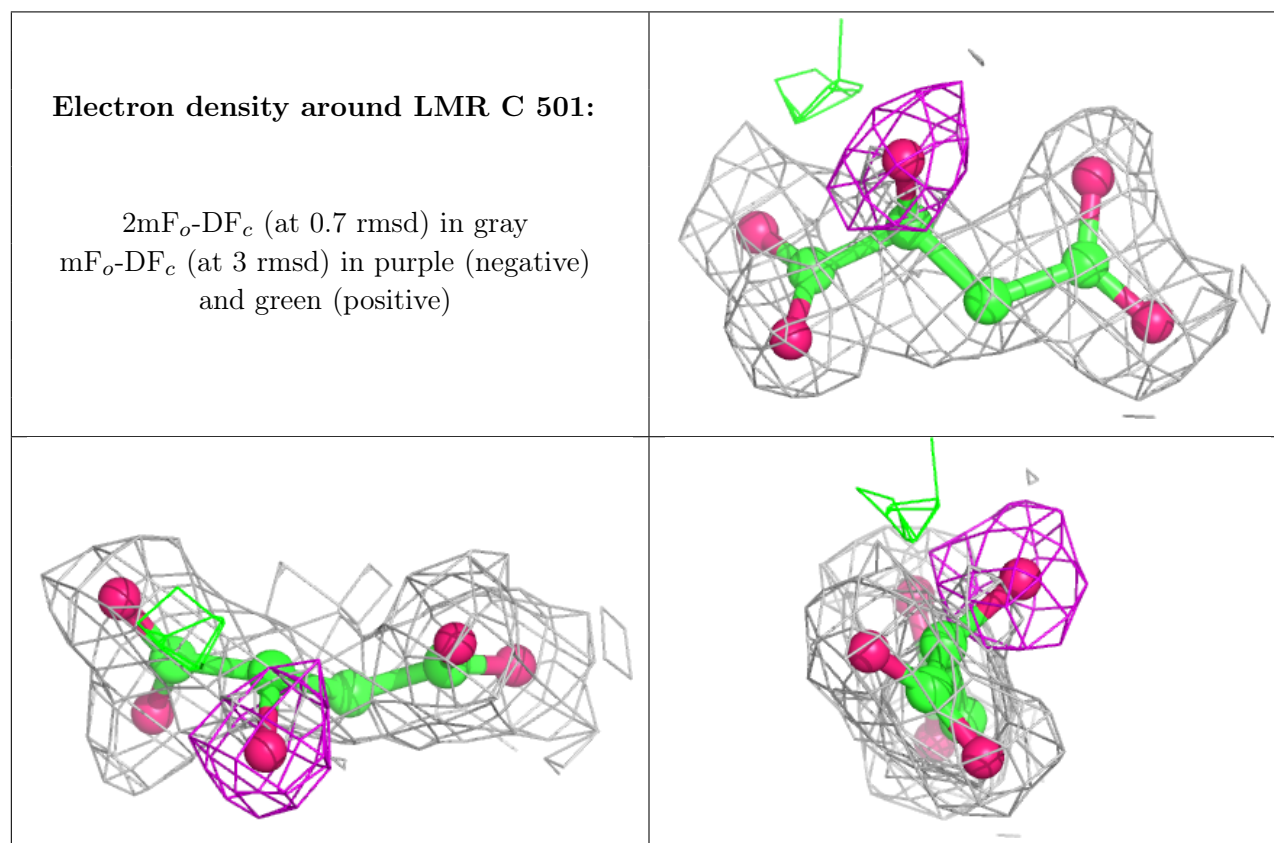 Electron density around LMR C 501:
2mFo-DFc (at 0.7 rmsd) in gray
mFo-DFc (at 3 rmsd) in purple (negative)
and green (positive)